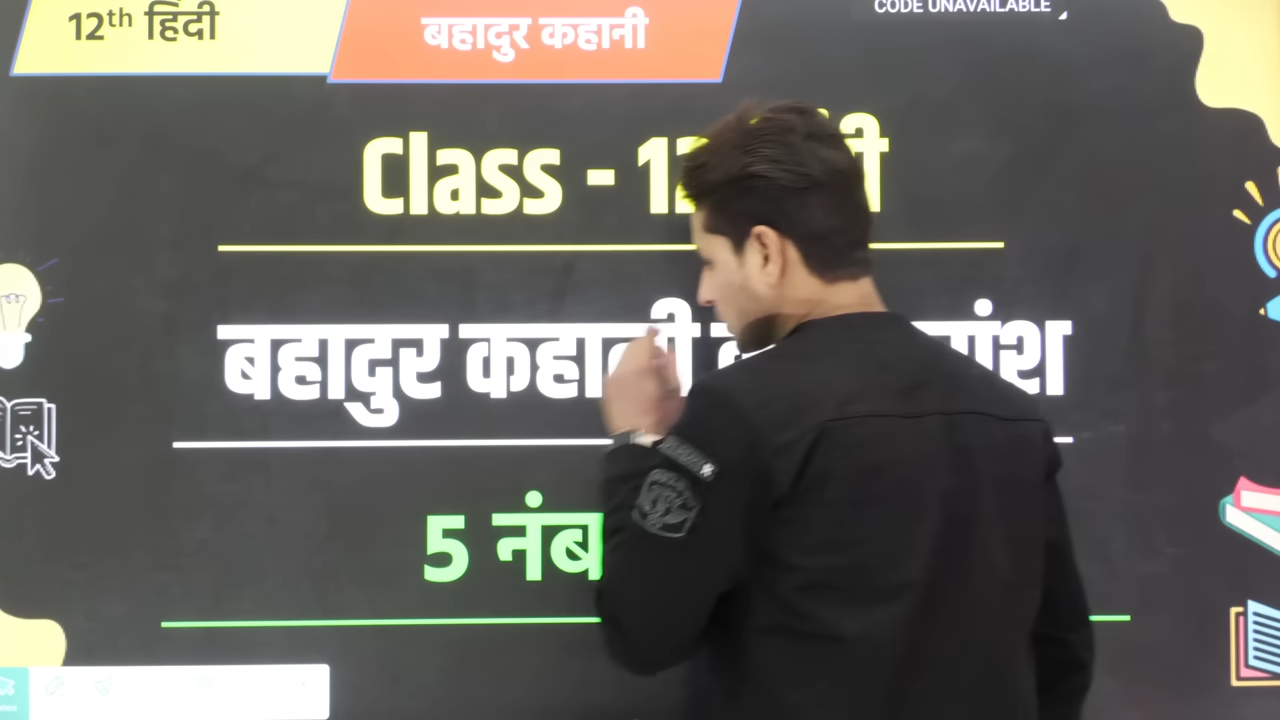 12th हिंदी
बहादुर कहानी
CODE UNAVAILABLE
Class - 12
बहादुर कहानी
5